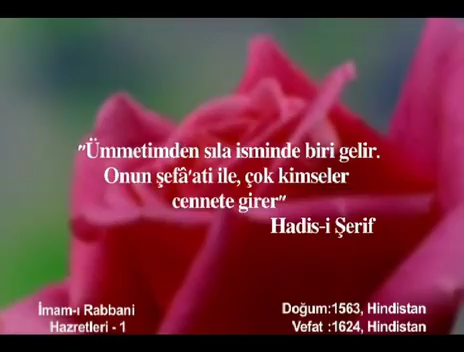 "Ümmetimden sıla isminde biri gelir.
Onun şefâ'ati ile, çok kimseler
cennete girer"
Hadis-i Şerif
İmam-ı Rabbani
Hazretleri - 1
Doğum:1563, Hindistan
Vefat :1624, Hindistan